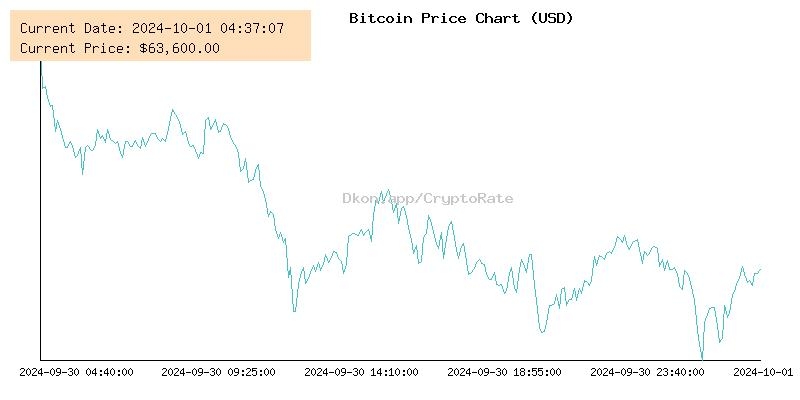 Bitcoin Price Chart (USD)
Current Date: 2024-10-01 04:37:07
Current Price: $63,600.00
Dkon.app/CryptoRate
2024-09-30 04:40:00 2024-09-30 09:25:00 2024-09-30 14:10:00 2024-09-30 18:55:00 2024-09-30 23:40:00 2024-10-01